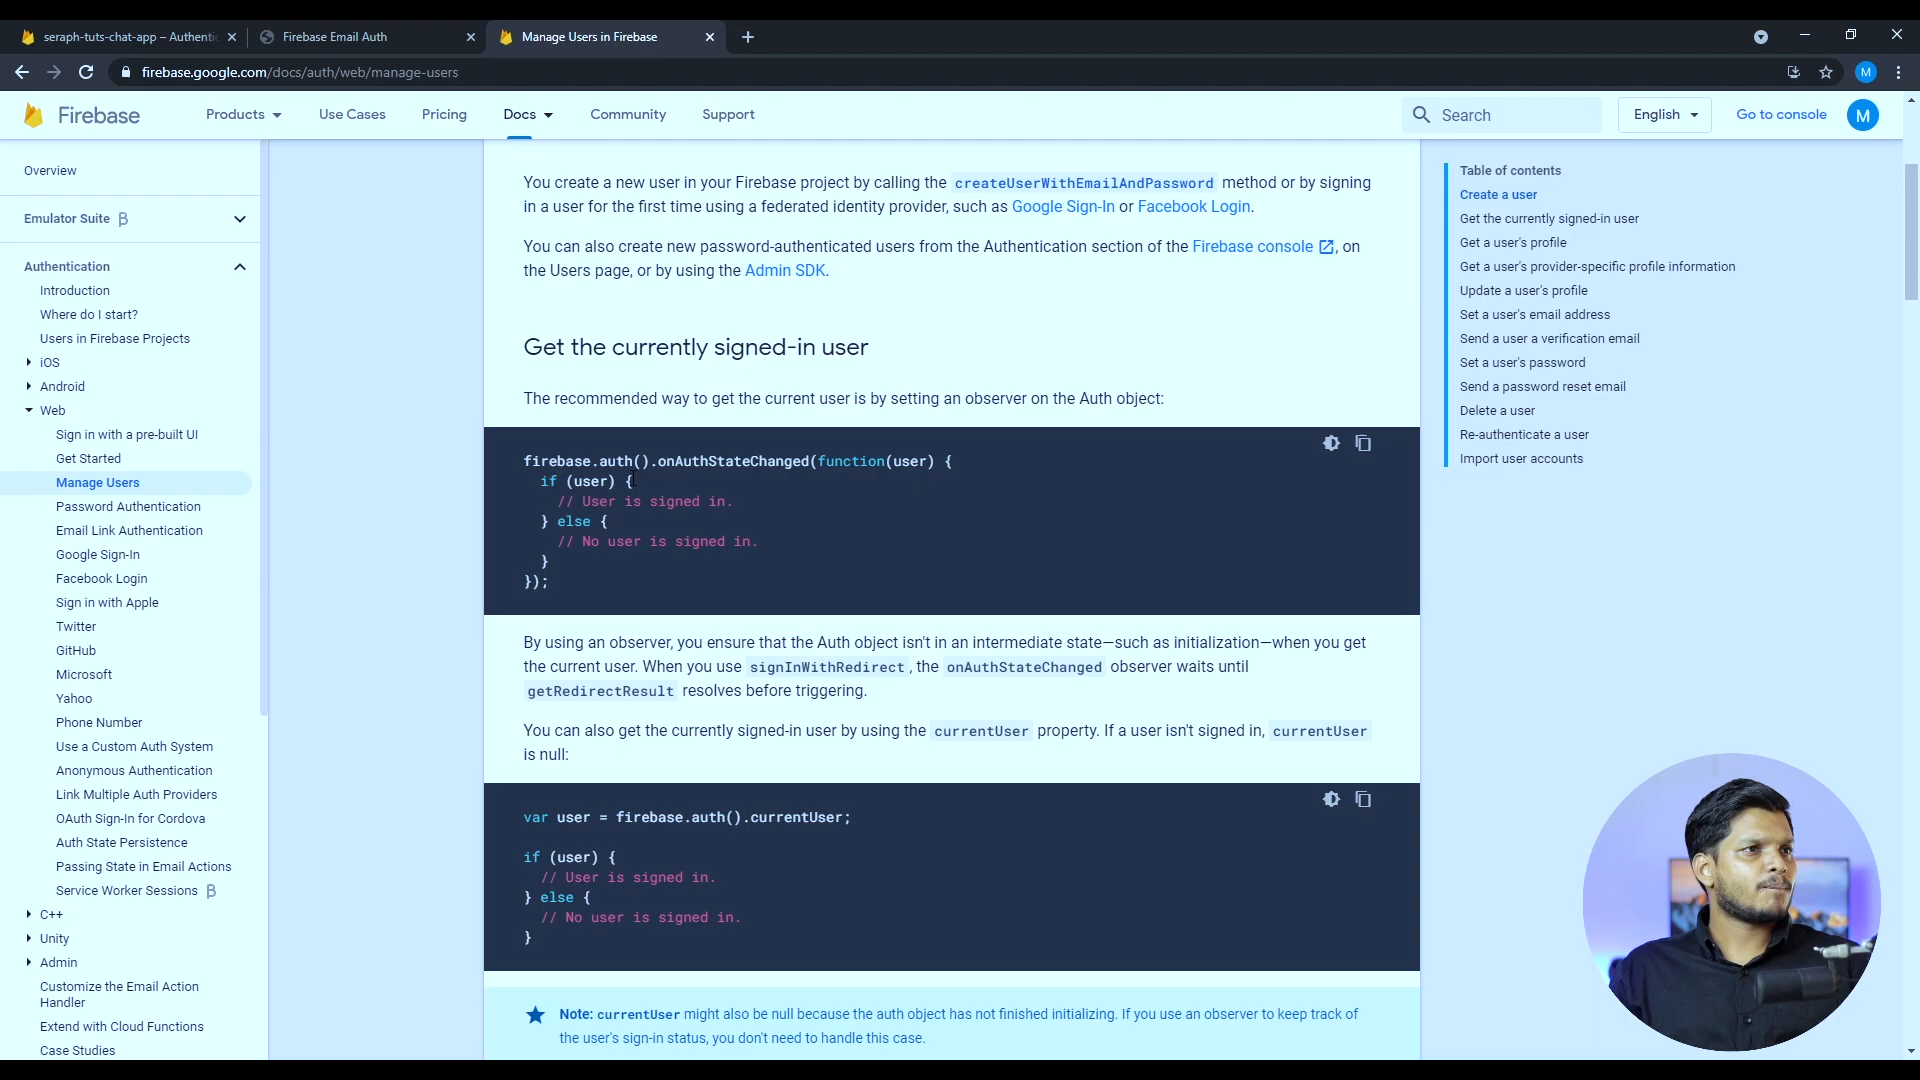 seraph-tuts-chat-app – Authentic
Firebase Email Auth
Manage Users in Firebase
firebase.google.com/docs/auth/web/manage-users
M
Firebase
Products
Use Cases
Pricing
Docs
Community
Support
Search
English
Go to console
M
Overview
Emulator Suite β
Authentication
Introduction
Where do I start?
Users in Firebase Projects
iOS
Android
Web
Sign in with a pre-built UI
Get Started
Manage Users
Password Authentication
Email Link Authentication
Google Sign-In
Facebook Login
Sign in with Apple
Twitter
GitHub
Microsoft
Yahoo
Phone Number
Use a Custom Auth System
Anonymous Authentication
Link Multiple Auth Providers
OAuth Sign-In for Cordova
Auth State Persistence
Passing State in Email Actions
Service Worker Sessions β
C++
Unity
Admin
Customize the Email Action
Handler
Extend with Cloud Functions
Case Studies
You create a new user in your Firebase project by calling the createUserWithEmailAndPassword method or by signing
in a user for the first time using a federated identity provider, such as Google Sign-In or Facebook Login.
You can also create new password-authenticated users from the Authentication section of the Firebase console, on
the Users page, or by using the Admin SDK.
Get the currently signed-in user
The recommended way to get the current user is by setting an observer on the Auth object:
firebase.auth().onAuthStateChanged(function(user) {
if (user) {
// User is signed in.
} else {
// No user is signed in.
}
});
By using an observer, you ensure that the Auth object isn't in an intermediate state—such as initialization—when you get
the current user. When you use signInWithRedirect, the onAuthStateChanged observer waits until
getRedirectResult resolves before triggering.
You can also get the currently signed-in user by using the currentUser property. If a user isn't signed in, currentUser
is null:
var user = firebase.auth().currentUser;
if (user) {
// User is signed in.
} else {
// No user is signed in.
}
Note: currentUser might also be null because the auth object has not finished initializing. If you use an observer to keep track of
the user's sign-in status, you don't need to handle this case.
Table of contents
Create a user
Get the currently signed-in user
Get a user's profile
Get a user's provider-specific profile information
Update a user's profile
Set a user's email address
Send a user a verification email
Set a user's password
Send a password reset email
Delete a user
Re-authenticate a user
Import user accounts